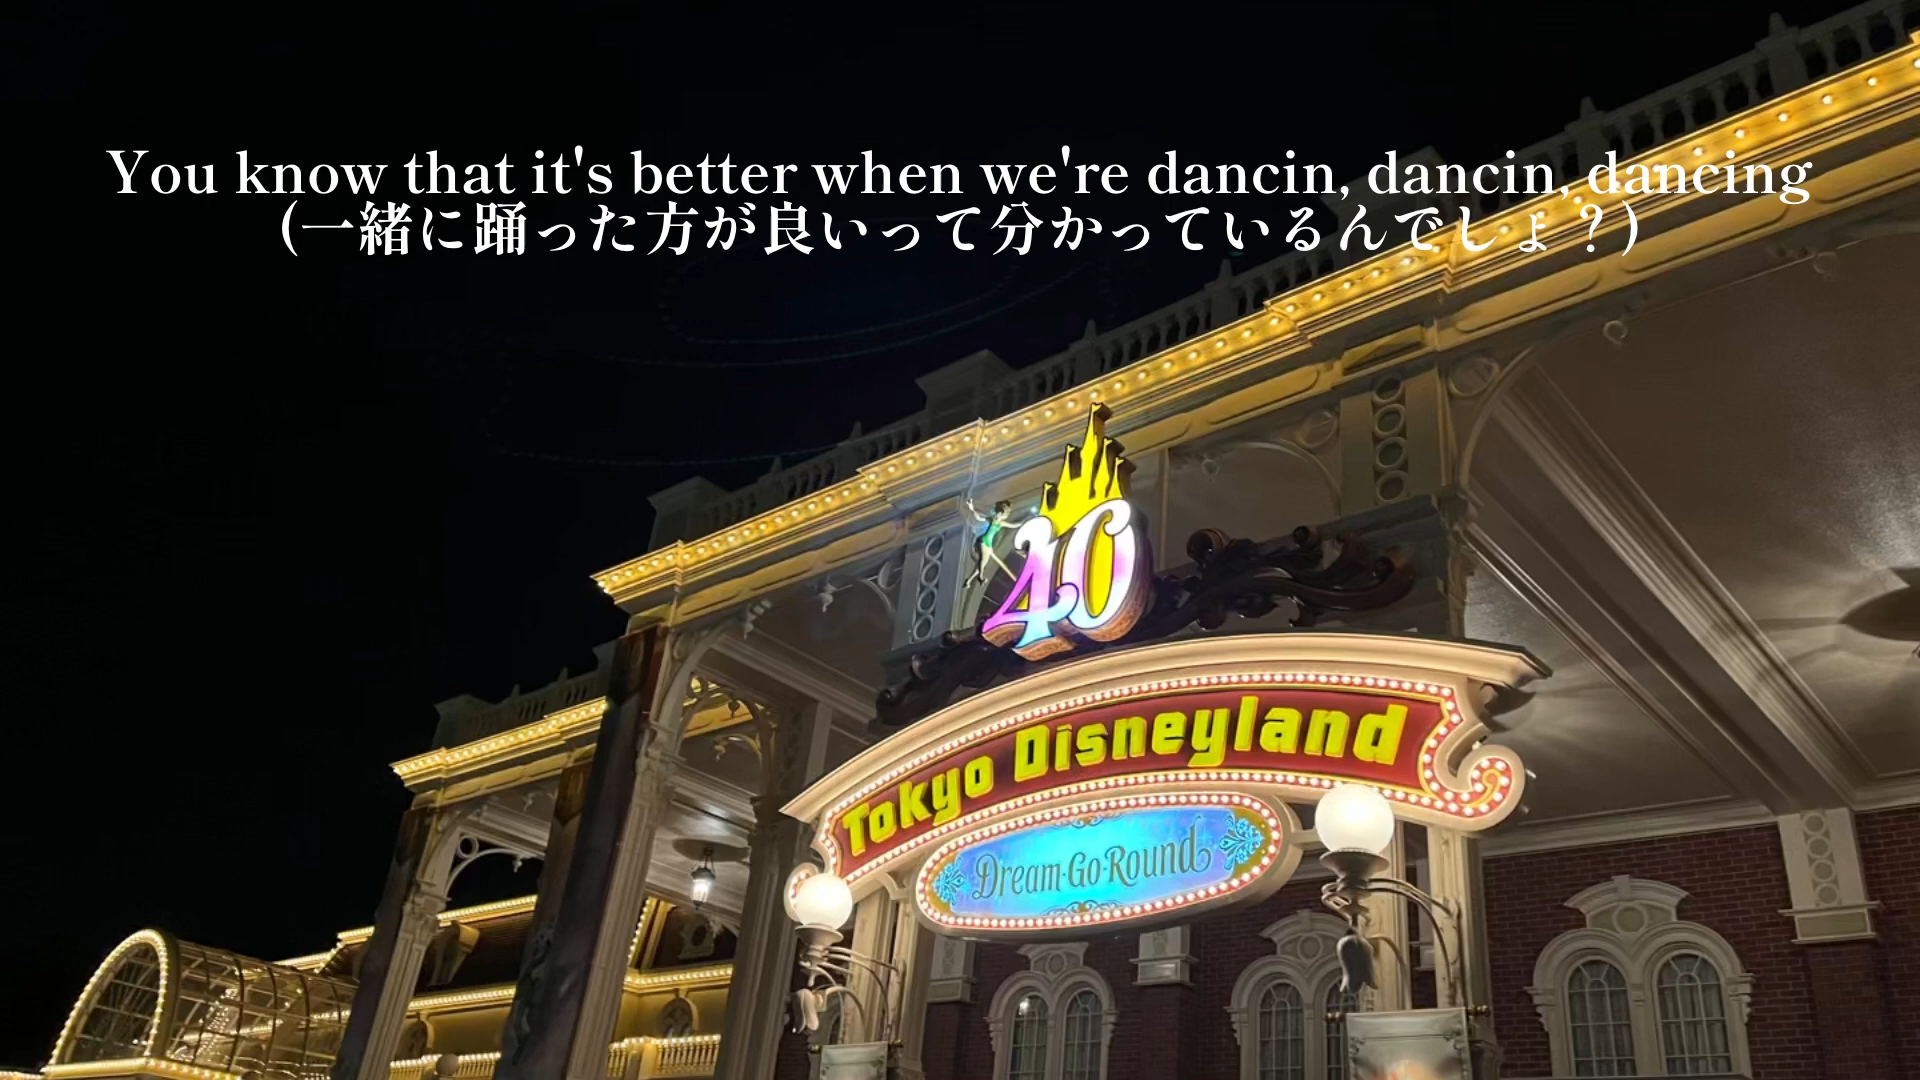 You know that it's better when we're dancin, dancin, dancing
(一緒に踊った方が良いって分かっているんでしょ？)
40
Tokyo Disneyland
Dream-Go-Round